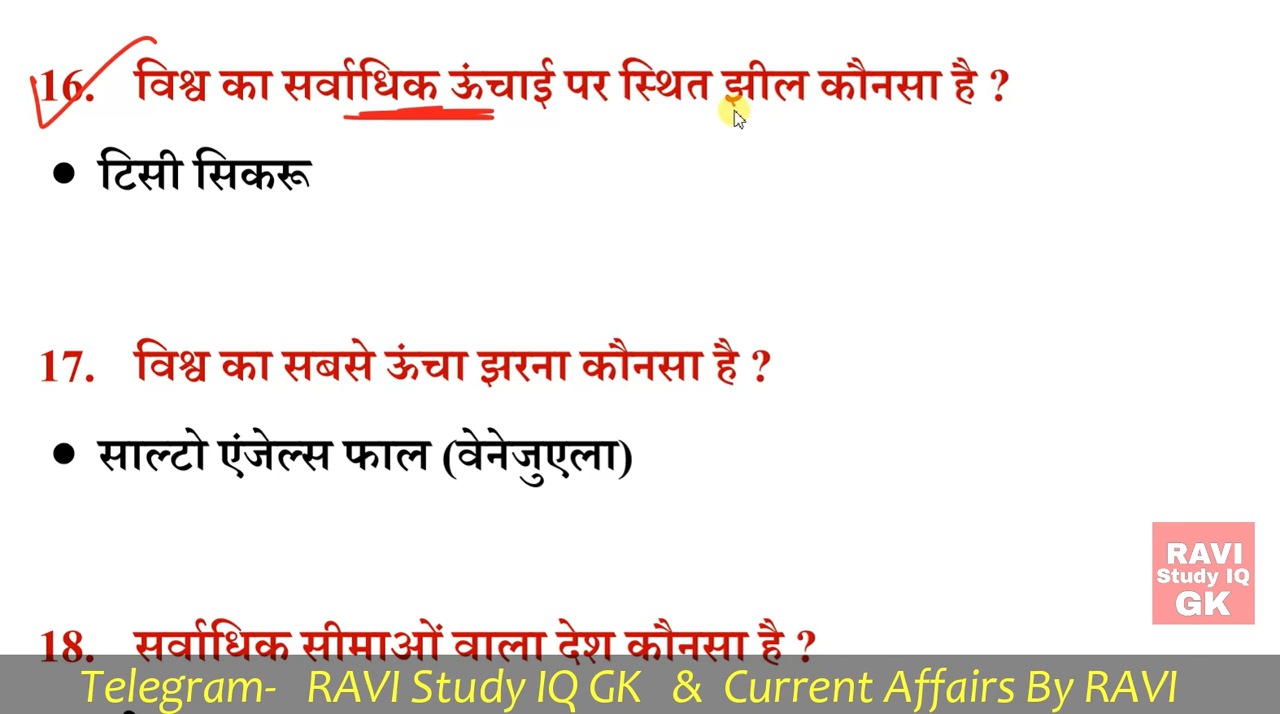 16. विश्व का सर्वाधिक ऊंचाई पर स्थित झील कौनसा है ?
● टिसी सिकरू
17. विश्व का सबसे ऊंचा झरना कौनसा है ?
● साल्टो एंजेल्स फाल (वेनेजुएला)
RAVI
Study IQ
GK
18. सर्वाधिक सीमाओं वाला देश कौनसा है ?
Telegram- RAVI Study IQ GK & Current Affairs By RAVI